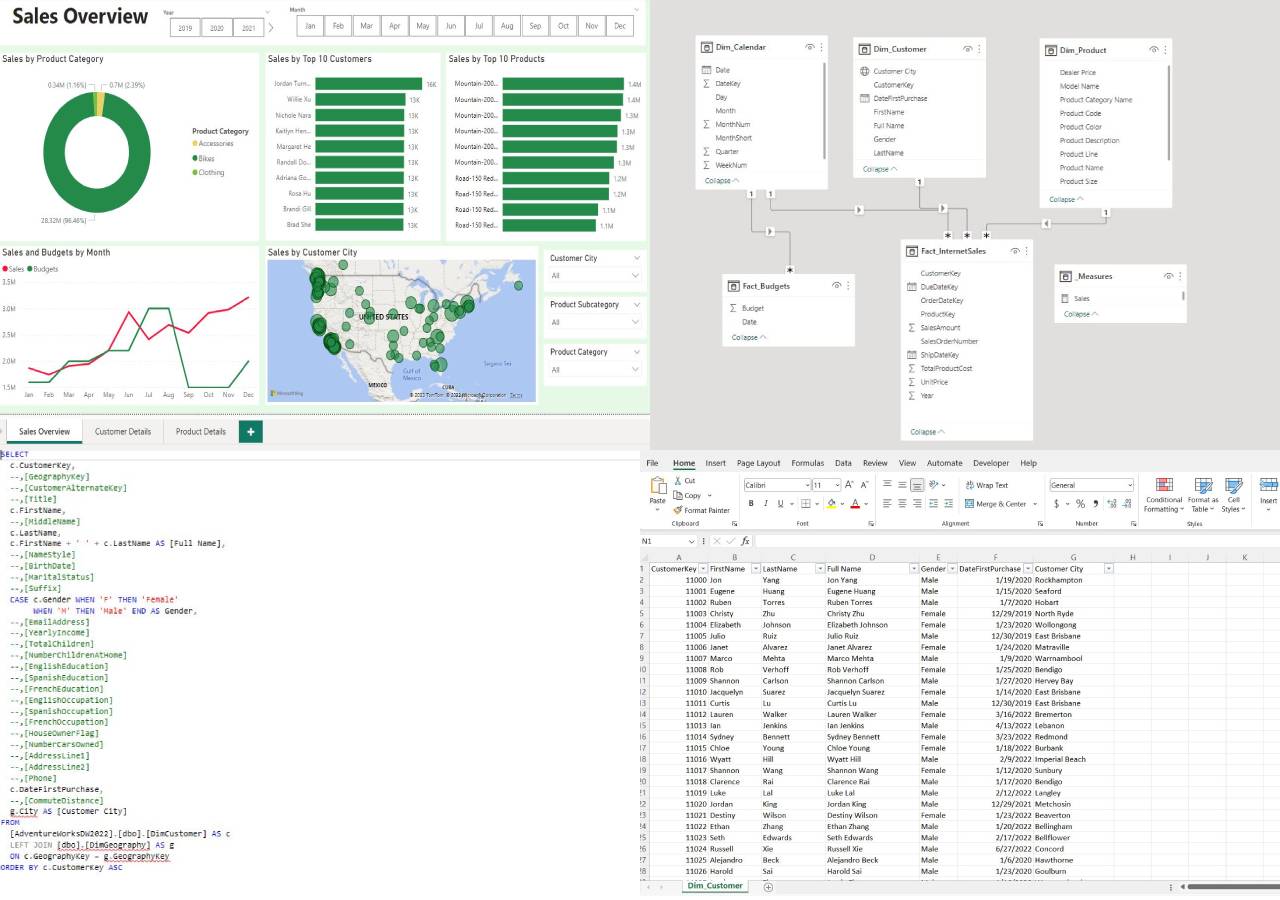 Sales Overview
Year
2019 2020 2021
Month
Jan Feb Mar Apr May Jun Jul Aug Sep Oct Nov Dec
Sales by Product Category
0.34M (1.16%) 0.7M (2.39%)
28.32M (96.46%)
Product Category
Accessories
Bikes
Clothing
Sales by Top 10 Customers
Jordan Turn... 16K
Willie Xu 13K
Nichole Nara 13K
Kaitlyn Hen... 13K
Margaret He 13K
Randall Do... 13K
Adriana Go... 13K
Rosa Hu 13K
Brandi Gill 13K
Brad She 13K
Sales by Top 10 Products
Mountain-200... 1.4M
Mountain-200... 1.4M
Mountain-200... 1.3M
Mountain-200... 1.3M
Mountain-200... 1.3M
Mountain-200... 1.3M
Road-150 Red... 1.2M
Road-150 Red... 1.2M
Road-150 Red... 1.1M
Road-150 Red... 1.1M
Sales and Budgets by Month
Sales Budgets
3.5M
3.0M
2.5M
2.0M
1.5M
Jan Feb Mar Apr May Jun Jul Aug Sep Oct Nov Dec
Sales by Customer City
UNITED STATES
Sargasso Sea
Gulf of
Mexico
MEXICO
CUBA
Microsoft Bing
© 2023 TomTom, © 2023 Microsoft Corporation Terms
Customer City
All
Product Subcategory
All
Product Category
All
Sales Overview Customer Details Product Details +
Dim_Calendar
Date
DateKey
Day
Month
MonthNum
MonthShort
Quarter
WeekNum
Collapse
Dim_Customer
Customer City
CustomerKey
DateFirstPurchase
FirstName
Full Name
Gender
LastName
Collapse
Dim_Product
Dealer Price
Model Name
Product Category Name
Product Code
Product Color
Product Description
Product Line
Product Name
Product Size
Collapse
1 1 1 1
* * * *
Fact_Budgets
Budget
Date
Collapse
Fact_InternetSales
CustomerKey
DueDateKey
OrderDateKey
ProductKey
SalesAmount
SalesOrderNumber
ShipDateKey
TotalProductCost
UnitPrice
Year
Collapse
_Measures
Sales
Collapse
SELECT
c.CustomerKey,
--,[GeographyKey]
--,[CustomerAlternateKey]
--,[Title]
c.FirstName,
--,[MiddleName]
c.LastName,
c.FirstName + ' ' + c.LastName AS [Full Name],
--,[NameStyle]
--,[BirthDate]
--,[MaritalStatus]
--,[Suffix]
CASE c.Gender WHEN 'F' THEN 'Female'
WHEN 'M' THEN 'Male' END AS Gender,
--,[EmailAddress]
--,[YearlyIncome]
--,[TotalChildren]
--,[NumberChildrenAtHome]
--,[EnglishEducation]
--,[SpanishEducation]
--,[FrenchEducation]
--,[EnglishOccupation]
--,[SpanishOccupation]
--,[FrenchOccupation]
--,[HouseOwnerFlag]
--,[NumberCarsOwned]
--,[AddressLine1]
--,[AddressLine2]
--,[Phone]
c.DateFirstPurchase,
--,[CommuteDistance]
g.City AS [Customer City]
FROM
[AdventureWorksDW2022].[dbo].[DimCustomer] AS c
LEFT JOIN [dbo].[DimGeography] AS g
ON c.GeographyKey = g.GeographyKey
ORDER BY c.CustomerKey ASC
File Home Insert Page Layout Formulas Data Review View Automate Developer Help
Paste
Cut
Copy
Format Painter
Clipboard
Calibri 11
B I U
Font
Wrap Text
Merge & Center
Alignment
General
$ % ,
Number
Conditional Formatting
Format as Table
Cell Styles
Styles
Insert
N1 fx
A B C D E F G H I J K
1 CustomerKey FirstName LastName Full Name Gender DateFirstPurchase Customer City
2 11000 Jon Yang Jon Yang Male 1/19/2020 Rockhampton
3 11001 Eugene Huang Eugene Huang Male 1/15/2020 Seaford
4 11002 Ruben Torres Ruben Torres Male 1/7/2020 Hobart
5 11003 Christy Zhu Christy Zhu Female 12/29/2019 North Ryde
6 11004 Elizabeth Johnson Elizabeth Johnson Female 1/23/2020 Wollongong
7 11005 Julio Ruiz Julio Ruiz Male 12/30/2019 East Brisbane
8 11006 Janet Alvarez Janet Alvarez Female 1/24/2020 Matraville
9 11007 Marco Mehta Marco Mehta Male 1/9/2020 Warrnambool
10 11008 Rob Verhoff Rob Verhoff Female 1/25/2020 Bendigo
11 11009 Shannon Carlson Shannon Carlson Male 1/27/2020 Hervey Bay
12 11010 Jacquelyn Suarez Jacquelyn Suarez Female 1/14/2020 East Brisbane
13 11011 Curtis Lu Curtis Lu Male 12/30/2019 East Brisbane
14 11012 Lauren Walker Lauren Walker Female 3/16/2022 Bremerton
15 11013 Ian Jenkins Ian Jenkins Male 4/13/2022 Lebanon
16 11014 Sydney Bennett Sydney Bennett Female 3/23/2022 Redmond
17 11015 Chloe Young Chloe Young Female 1/18/2022 Burbank
18 11016 Wyatt Hill Wyatt Hill Male 2/9/2022 Imperial Beach
19 11017 Shannon Wang Shannon Wang Female 1/12/2020 Sunbury
20 11018 Clarence Rai Clarence Rai Male 1/17/2020 Bendigo
21 11019 Luke Lal Luke Lal Male 2/12/2022 Langley
22 11020 Jordan King Jordan King Male 12/29/2021 Metchosin
23 11021 Destiny Wilson Destiny Wilson Female 1/23/2022 Beaverton
24 11022 Ethan Zhang Ethan Zhang Male 1/20/2022 Bellingham
25 11023 Seth Edwards Seth Edwards Male 2/17/2022 Bellflower
26 11024 Russell Xie Russell Xie Male 6/27/2022 Concord
27 11025 Alejandro Beck Alejandro Beck Male 1/6/2020 Hawthorne
28 11026 Harold Sai Harold Sai Male 1/23/2020 Goulburn
Dim_Customer